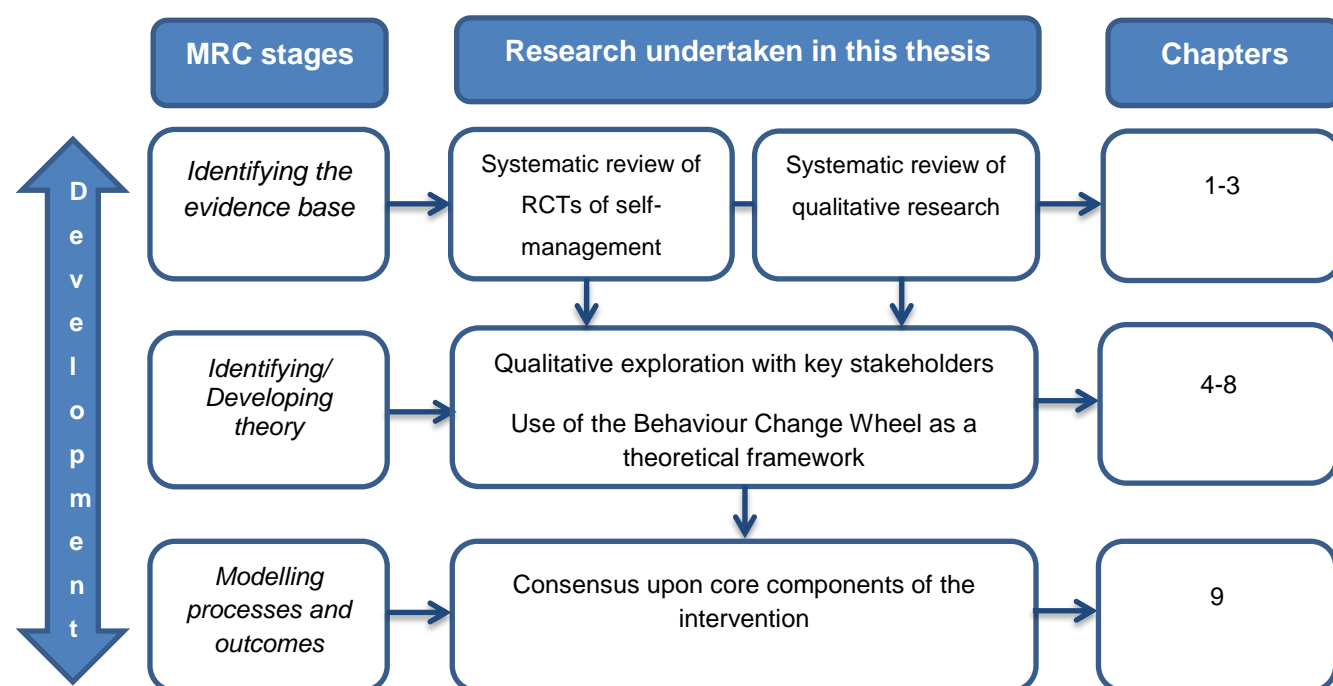 MRC stages
Research undertaken in this thesis
Chapters
Development
Identifying the
evidence base
Systematic review of
RCTs of self-
management
Systematic review of
qualitative research
1-3
Identifying/
Developing
theory
Qualitative exploration with key stakeholders
Use of the Behaviour Change Wheel as a
theoretical framework
4-8
Modelling
processes and
outcomes
Consensus upon core components of the
intervention
9